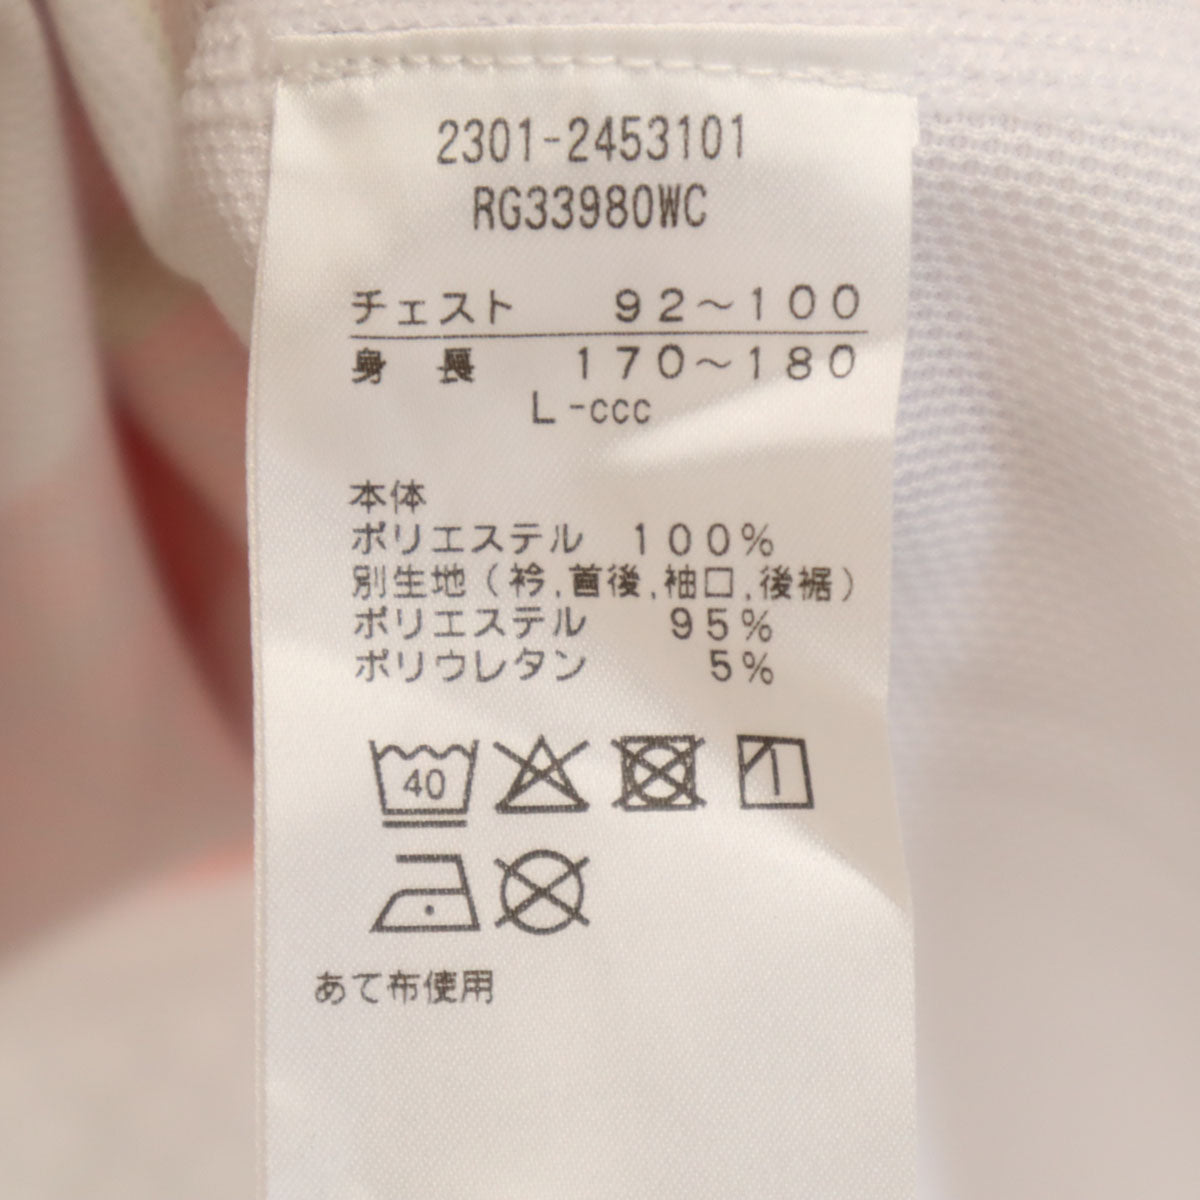 2301-2453101
RG33980WC
チェスト 92～100
身長 170～180
L-ccc
本体
ポリエステル 100%
別生地(衿,首後,袖口,後裾)
ポリエステル 95%
ポリウレタン 5%
40
あて布使用